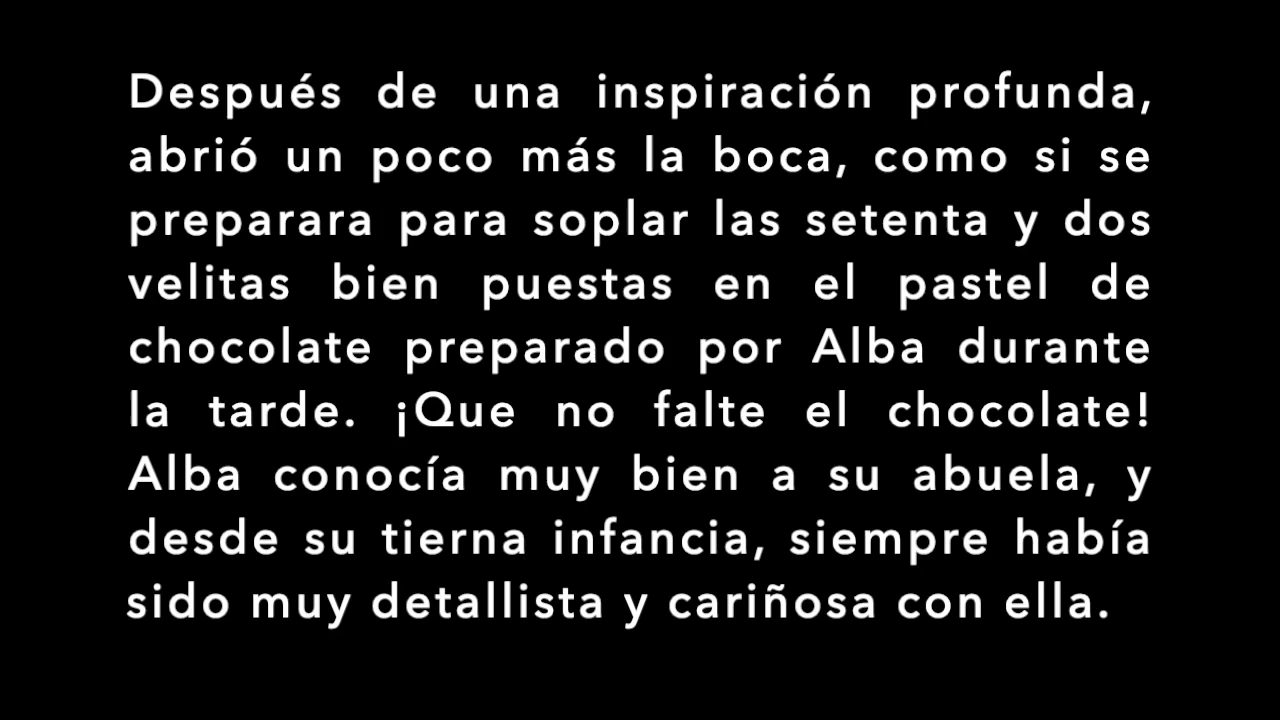 Después de una inspiración profunda,
abrió un poco más la boca, como si se
preparara para soplar las setenta y dos
velitas bien puestas en el pastel de
chocolate preparado por Alba durante
la tarde. ¡Que no falte el chocolate!
Alba conocía muy bien a su abuela, y
desde su tierna infancia, siempre había
sido muy detallista y cariñosa con ella.